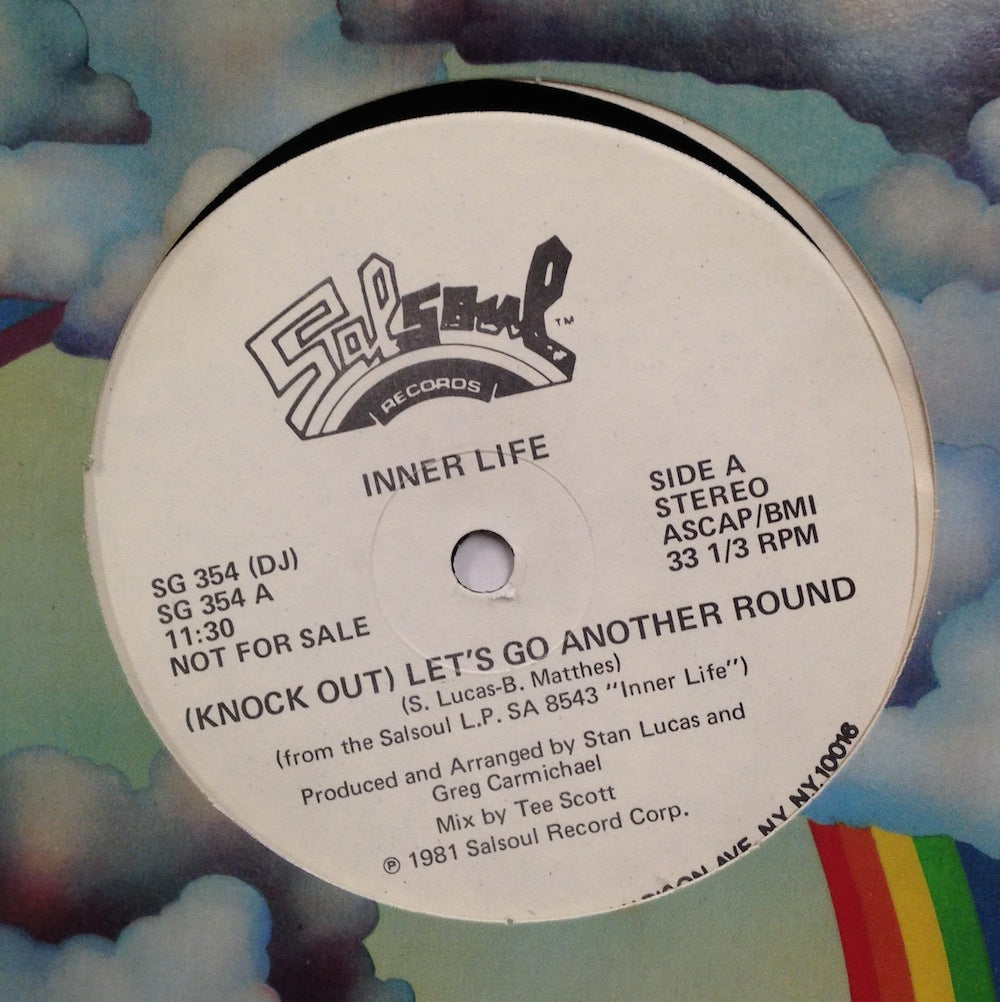 Salsoul TM
RECORDS
INNER LIFE
SIDE A
STEREO
ASCAP/BMI
33 1/3 RPM
SG 354 (DJ)
SG 354 A
11:30
NOT FOR SALE
(KNOCK OUT) LET'S GO ANOTHER ROUND
(S. Lucas-B. Matthes)
(from the Salsoul L.P. SA 8543 "Inner Life")
Produced and Arranged by Stan Lucas and
Greg Carmichael
Mix by Tee Scott
℗ 1981 Salsoul Record Corp.
AVE. NY. NY. 10016